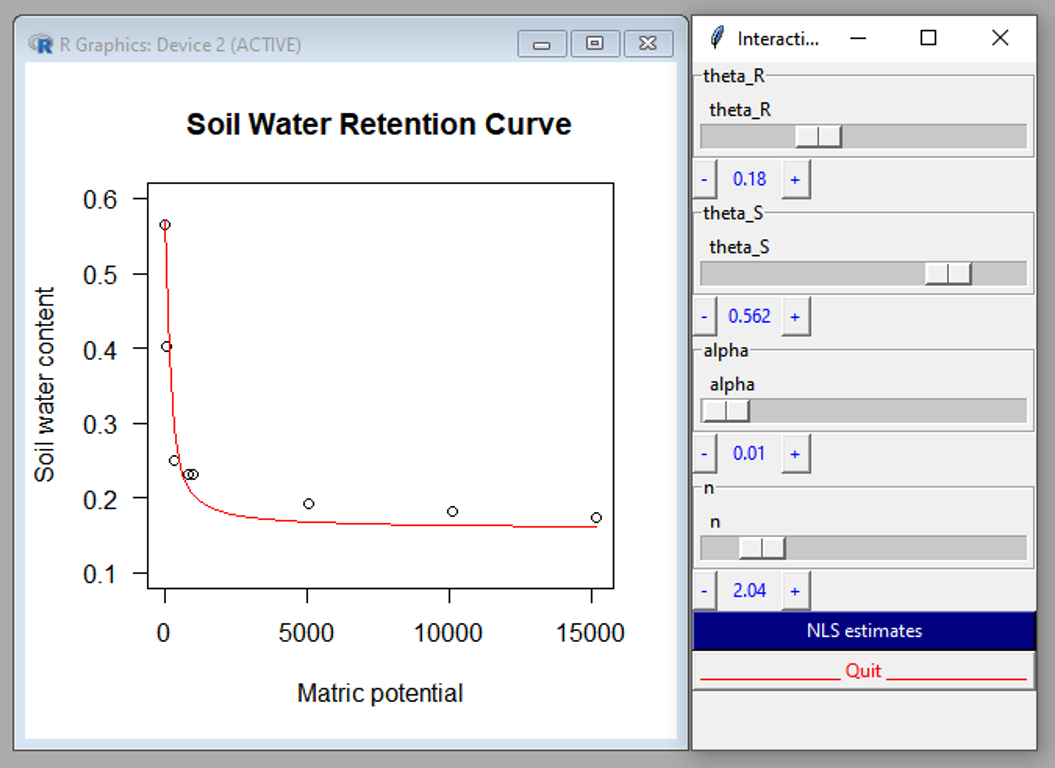 R Graphics: Device 2 (ACTIVE)
Soil Water Retention Curve
0.6
0.5
0.4
0.3
0.2
0.1
Soil water content
0
5000
10000
15000
Matric potential
Interacti...
theta_R
theta_R
- 0.18 +
theta_S
theta_S
- 0.562 +
alpha
alpha
- 0.01 +
n
n
- 2.04 +
NLS estimates
______________ Quit ______________